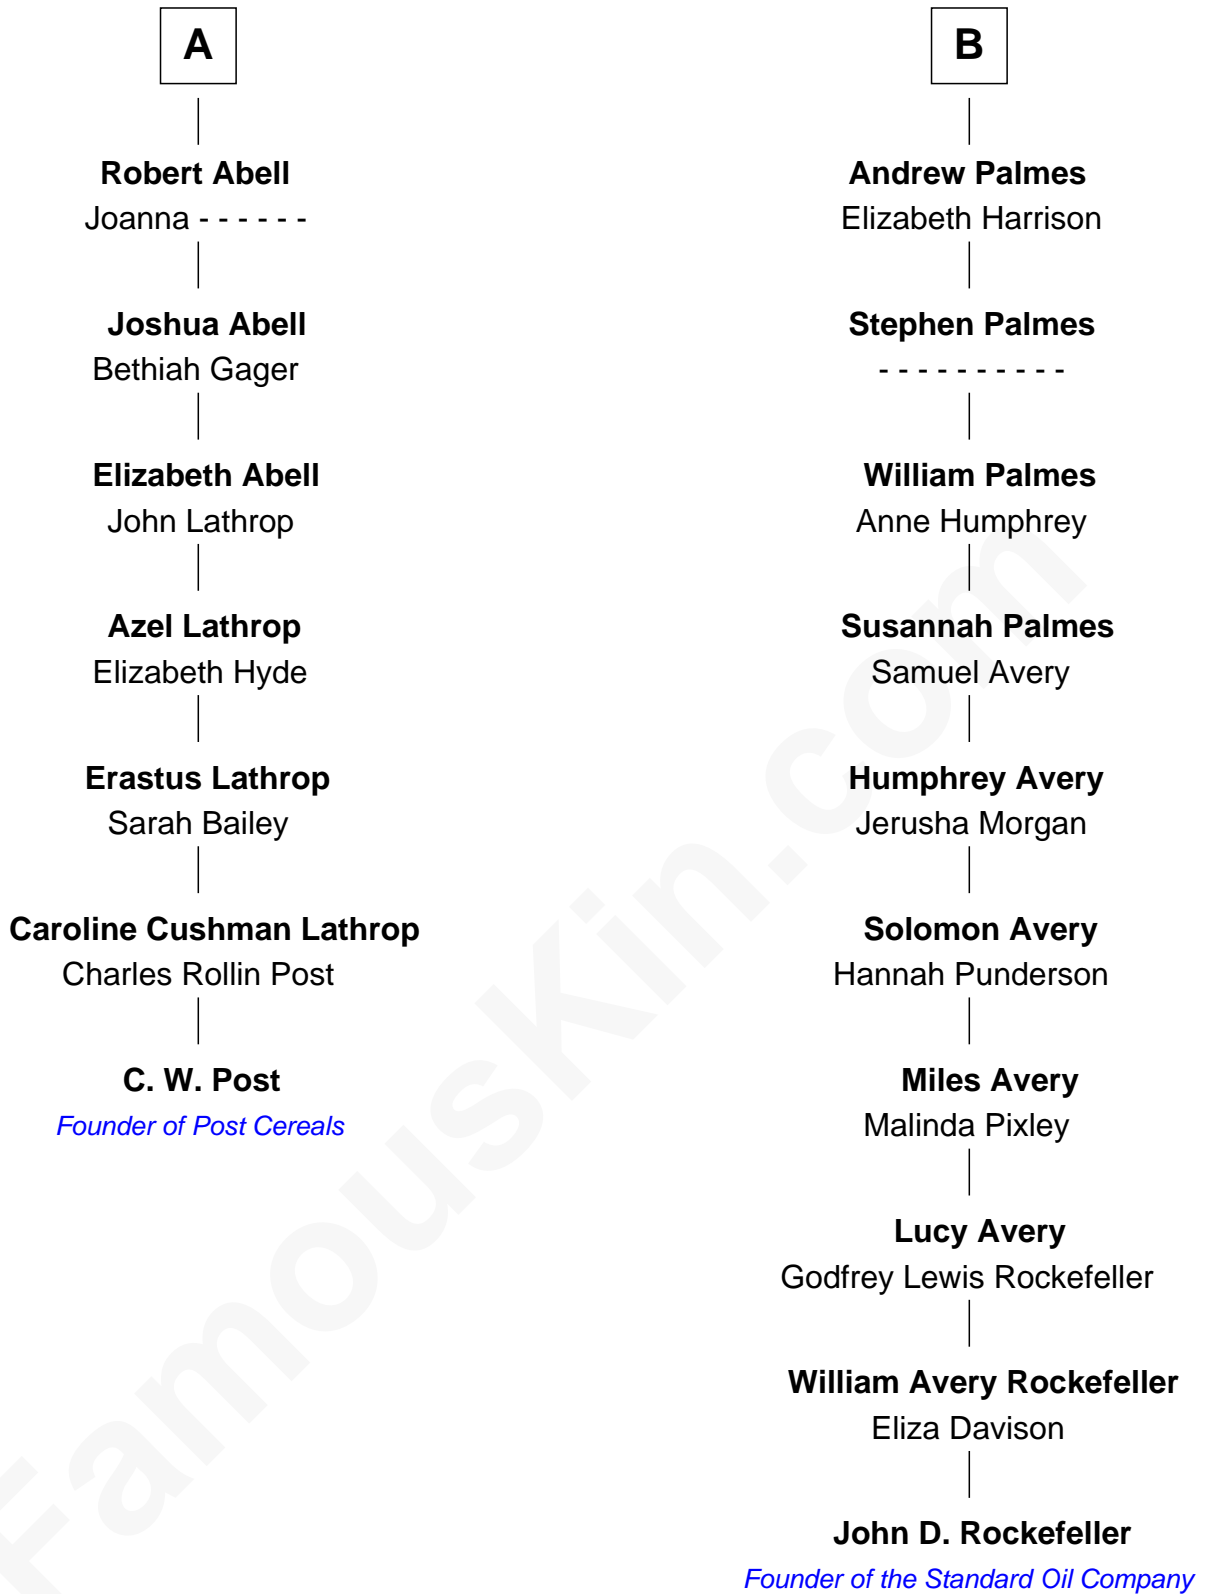 A
Robert Abell
Joanna - - - - - -
Joshua Abell
Bethiah Gager
Elizabeth Abell
John Lathrop
Azel Lathrop
Elizabeth Hyde
Erastus Lathrop
Sarah Bailey
Caroline Cushman Lathrop
Charles Rollin Post
C. W. Post
Founder of Post Cereals
B
Andrew Palmes
Elizabeth Harrison
Stephen Palmes
- - - - - - - - - -
William Palmes
Anne Humphrey
Susannah Palmes
Samuel Avery
Humphrey Avery
Jerusha Morgan
Solomon Avery
Hannah Punderson
Miles Avery
Malinda Pixley
Lucy Avery
Godfrey Lewis Rockefeller
William Avery Rockefeller
Eliza Davison
John D. Rockefeller
Founder of the Standard Oil Company
FamousKin.com